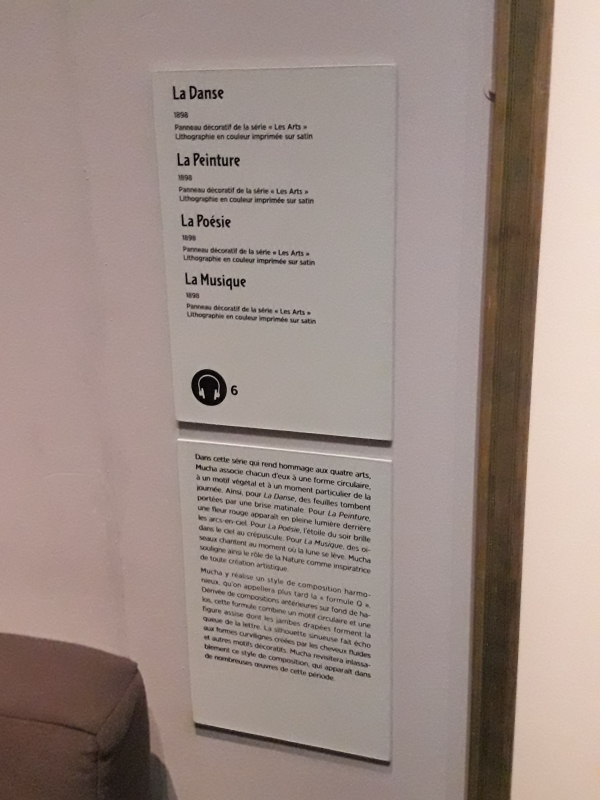 La Danse
1898
Panneau décoratif de la série « Les Arts »
Lithographie en couleur imprimée sur satin
La Peinture
1898
Panneau décoratif de la série « Les Arts »
Lithographie en couleur imprimée sur satin
La Poésie
1898
Panneau décoratif de la série « Les Arts »
Lithographie en couleur imprimée sur satin
La Musique
1898
Panneau décoratif de la série « Les Arts »
Lithographie en couleur imprimée sur satin
6
Dans cette série qui rend hommage aux quatre arts,
Mucha associe chacun d'eux à une forme circulaire,
à un motif végétal et à un moment particulier de la
journée. Ainsi, pour La Danse, des feuilles tombent
portées par une brise matinale. Pour La Peinture,
une fleur rouge apparaît en pleine lumière derrière
les arcs-en-ciel. Pour La Poésie, l'étoile du soir brille
dans le ciel au crépuscule. Pour La Musique, des oi-
seaux chantent au moment où la lune se lève. Mucha
souligne ainsi le rôle de la Nature comme inspiratrice
de toute création artistique.
Mucha y réalise un style de composition harmo-
nieux, qu'on appellera plus tard la « formule Q ».
Dérivée de compositions antérieures sur fond de ha-
los, cette formule combine un motif circulaire et une
figure assise dont les jambes drapées forment la
queue de la lettre. La silhouette sinueuse fait écho
aux formes curvilignes créées par les cheveux fluides
et autres motifs décoratifs. Mucha revisitera inlassa-
blement ce style de composition, qui apparaît dans
de nombreuses œuvres de cette période.